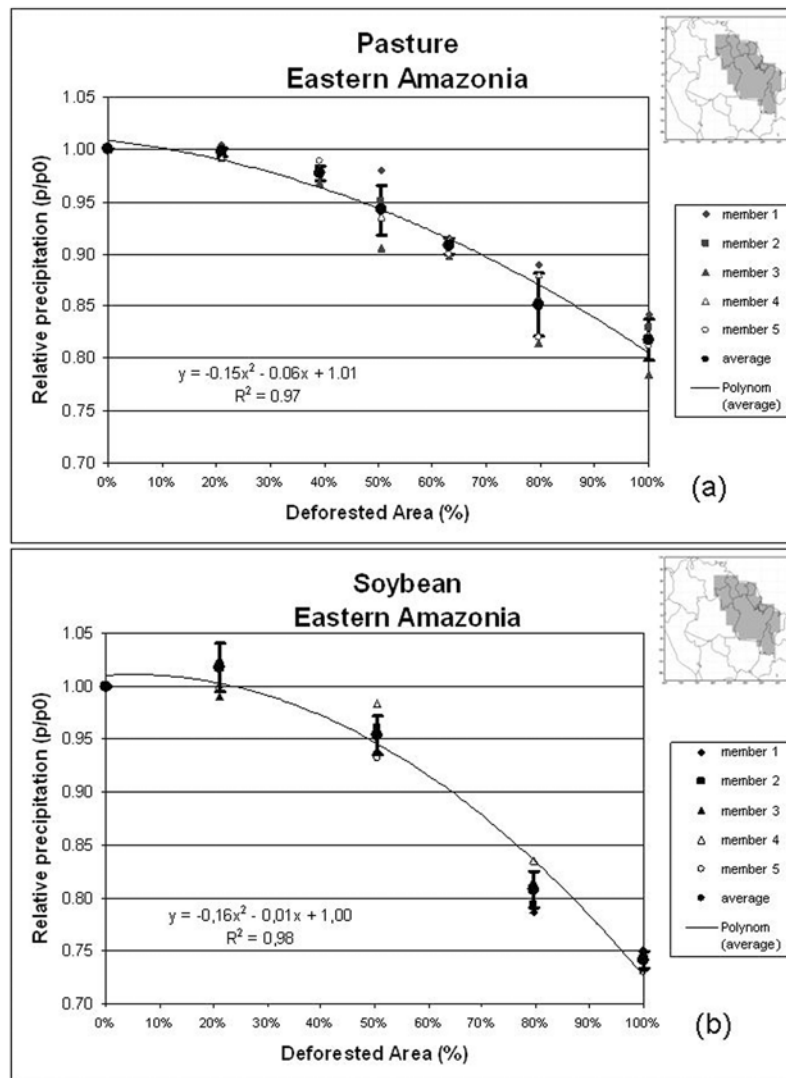 Pasture
Eastern Amazonia
Relative precipitation (p/p0)
1.05
1.00
0.95
0.90
0.85
0.80
0.75
0.70
y = -0.15x² - 0.06x + 1.01
R² = 0.97
0%
10%
20%
30%
40%
50%
60%
70%
80%
90%
100%
Deforested Area (%)
member 1
member 2
member 3
member 4
member 5
average
Polynom
(average)
(a)
Soybean
Eastern Amazonia
Relative precipitation (p/p0)
1.05
1.00
0.95
0.90
0.85
0.80
0.75
0.70
y = -0,16x² - 0,01x + 1,00
R² = 0,98
0%
10%
20%
30%
40%
50%
60%
70%
80%
90%
100%
Deforested Area (%)
member 1
member 2
member 3
member 4
member 5
average
Polynom
(average)
(b)